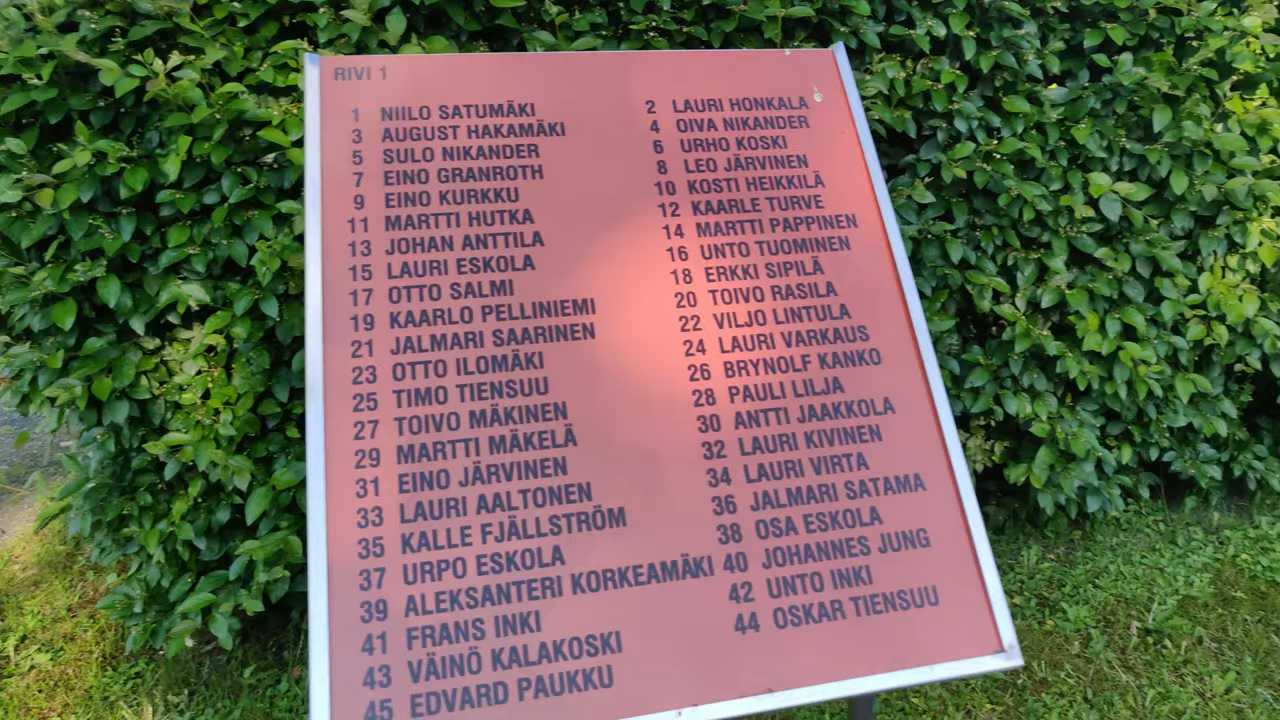 RIVI 1
1 NIILO SATUMÄKI
2 LAURI HONKALA
3 AUGUST HAKAMÄKI
4 OIVA NIKANDER
5 SULO NIKANDER
6 URHO KOSKI
7 EINO GRANROTH
8 LEO JÄRVINEN
9 EINO KURKKU
10 KOSTI HEIKKILÄ
11 MARTTI HUTKA
12 KAARLE TURVE
13 JOHAN ANTTILA
14 MARTTI PAPPINEN
15 LAURI ESKOLA
16 UNTO TUOMINEN
17 OTTO SALMI
18 ERKKI SIPILÄ
19 KAARLO PELLINIEMI
20 TOIVO RASILA
21 JALMARI SAARINEN
22 VILJO LINTULA
23 OTTO ILOMÄKI
24 LAURI VARKAUS
25 TIMO TIENSUU
26 BRYNOLF KANKO
27 TOIVO MÄKINEN
28 PAULI LILJA
29 MARTTI MÄKELÄ
30 ANTTI JAAKKOLA
31 EINO JÄRVINEN
32 LAURI KIVINEN
33 LAURI AALTONEN
34 LAURI VIRTA
35 KALLE FJÄLLSTRÖM
36 JALMARI SATAMA
37 URPO ESKOLA
38 OSA ESKOLA
39 ALEKSANTERI KORKEAMÄKI
40 JOHANNES JUNG
41 FRANS INKI
42 UNTO INKI
43 VÄINÖ KALAKOSKI
44 OSKAR TIENSUU
45 EDVARD PAUKKU